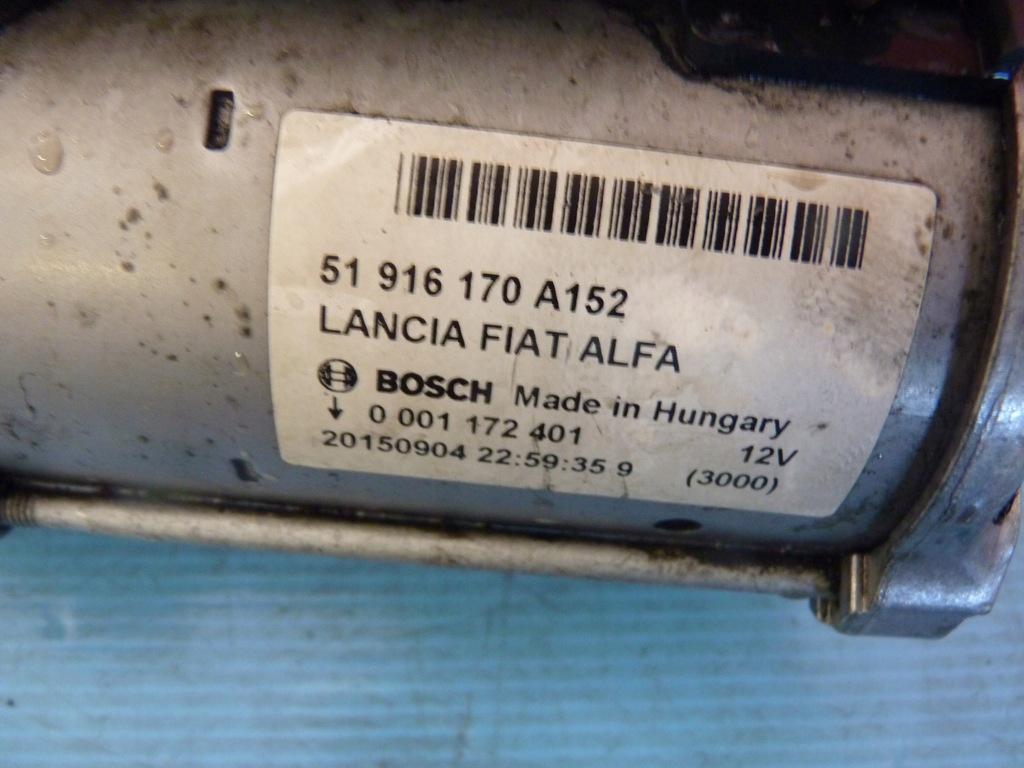 51 916 170 A152
LANCIA FIAT ALFA
BOSCH Made in Hungary
0 001 172 401 12V
20150904 22:59:35 9 (3000)